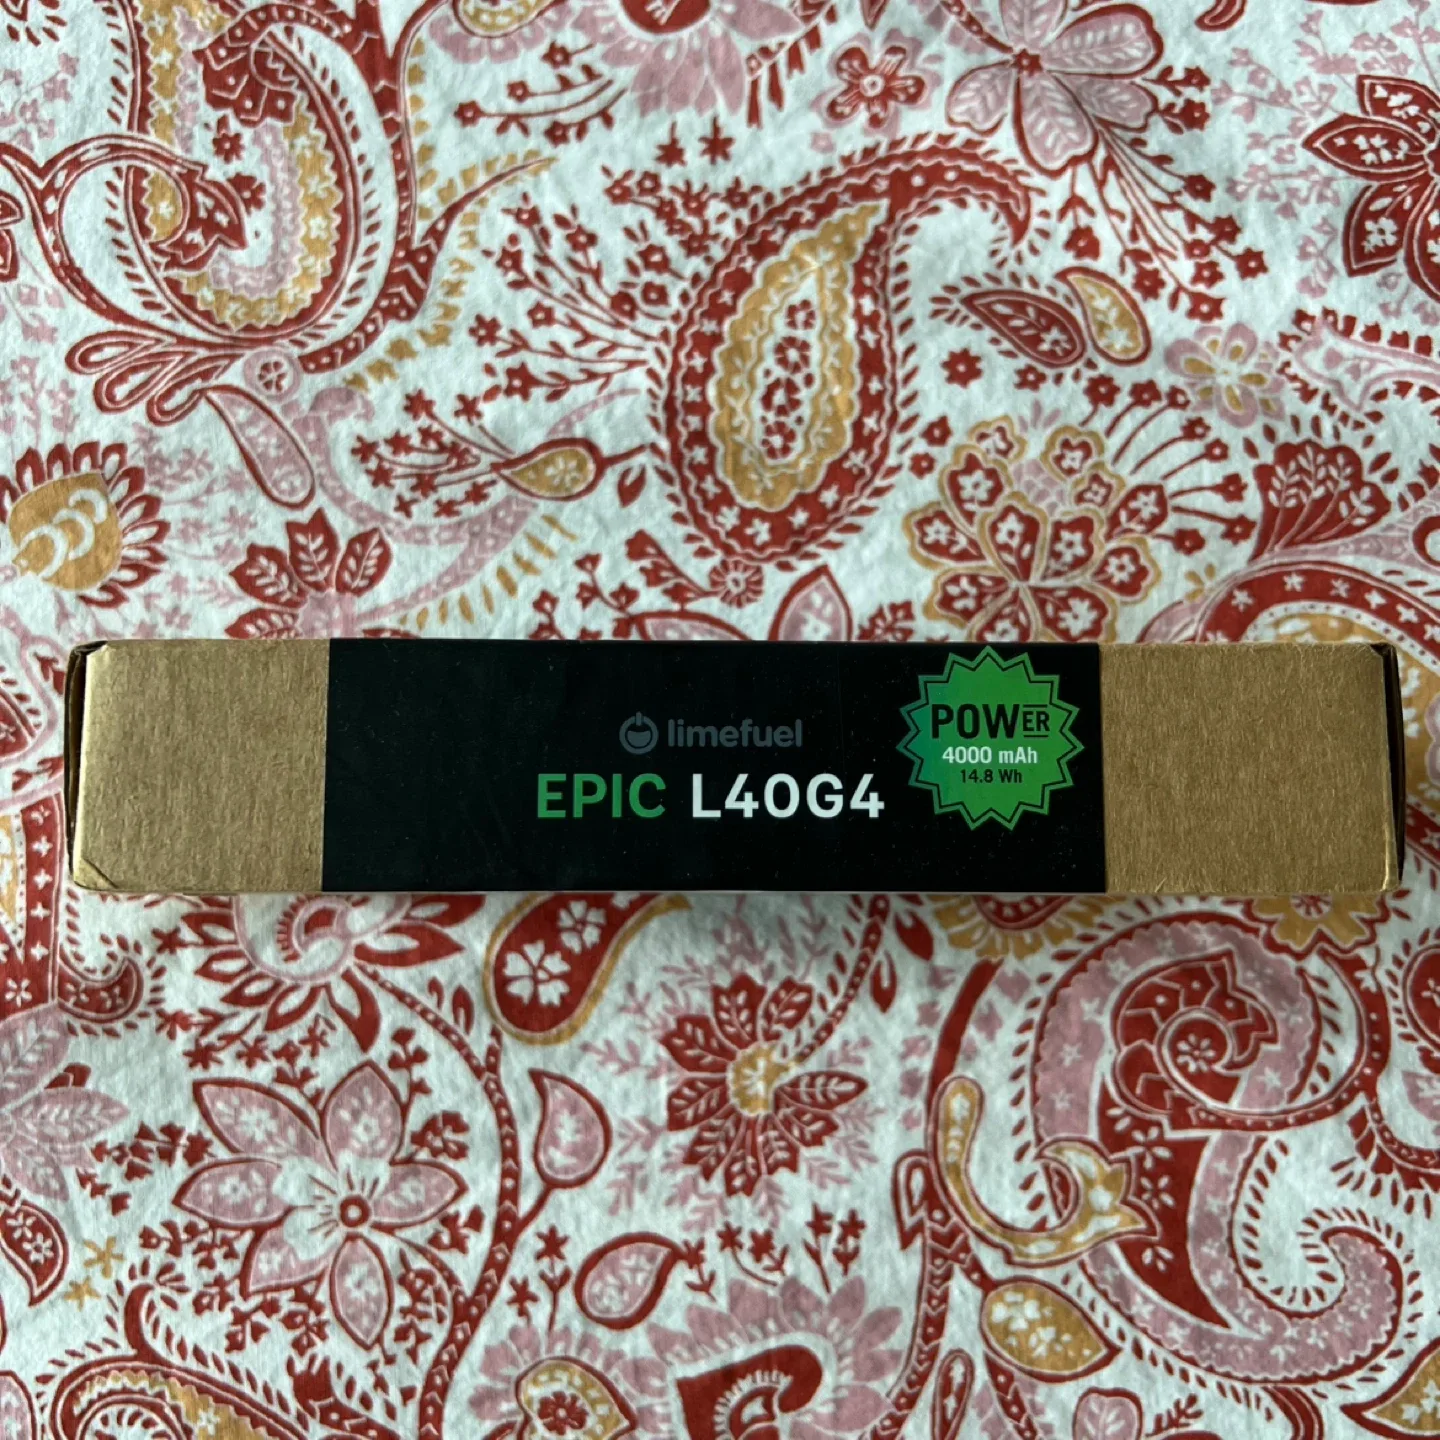 limefuel
EPIC L40G4
POWER
4000 mAh
14.8 Wh